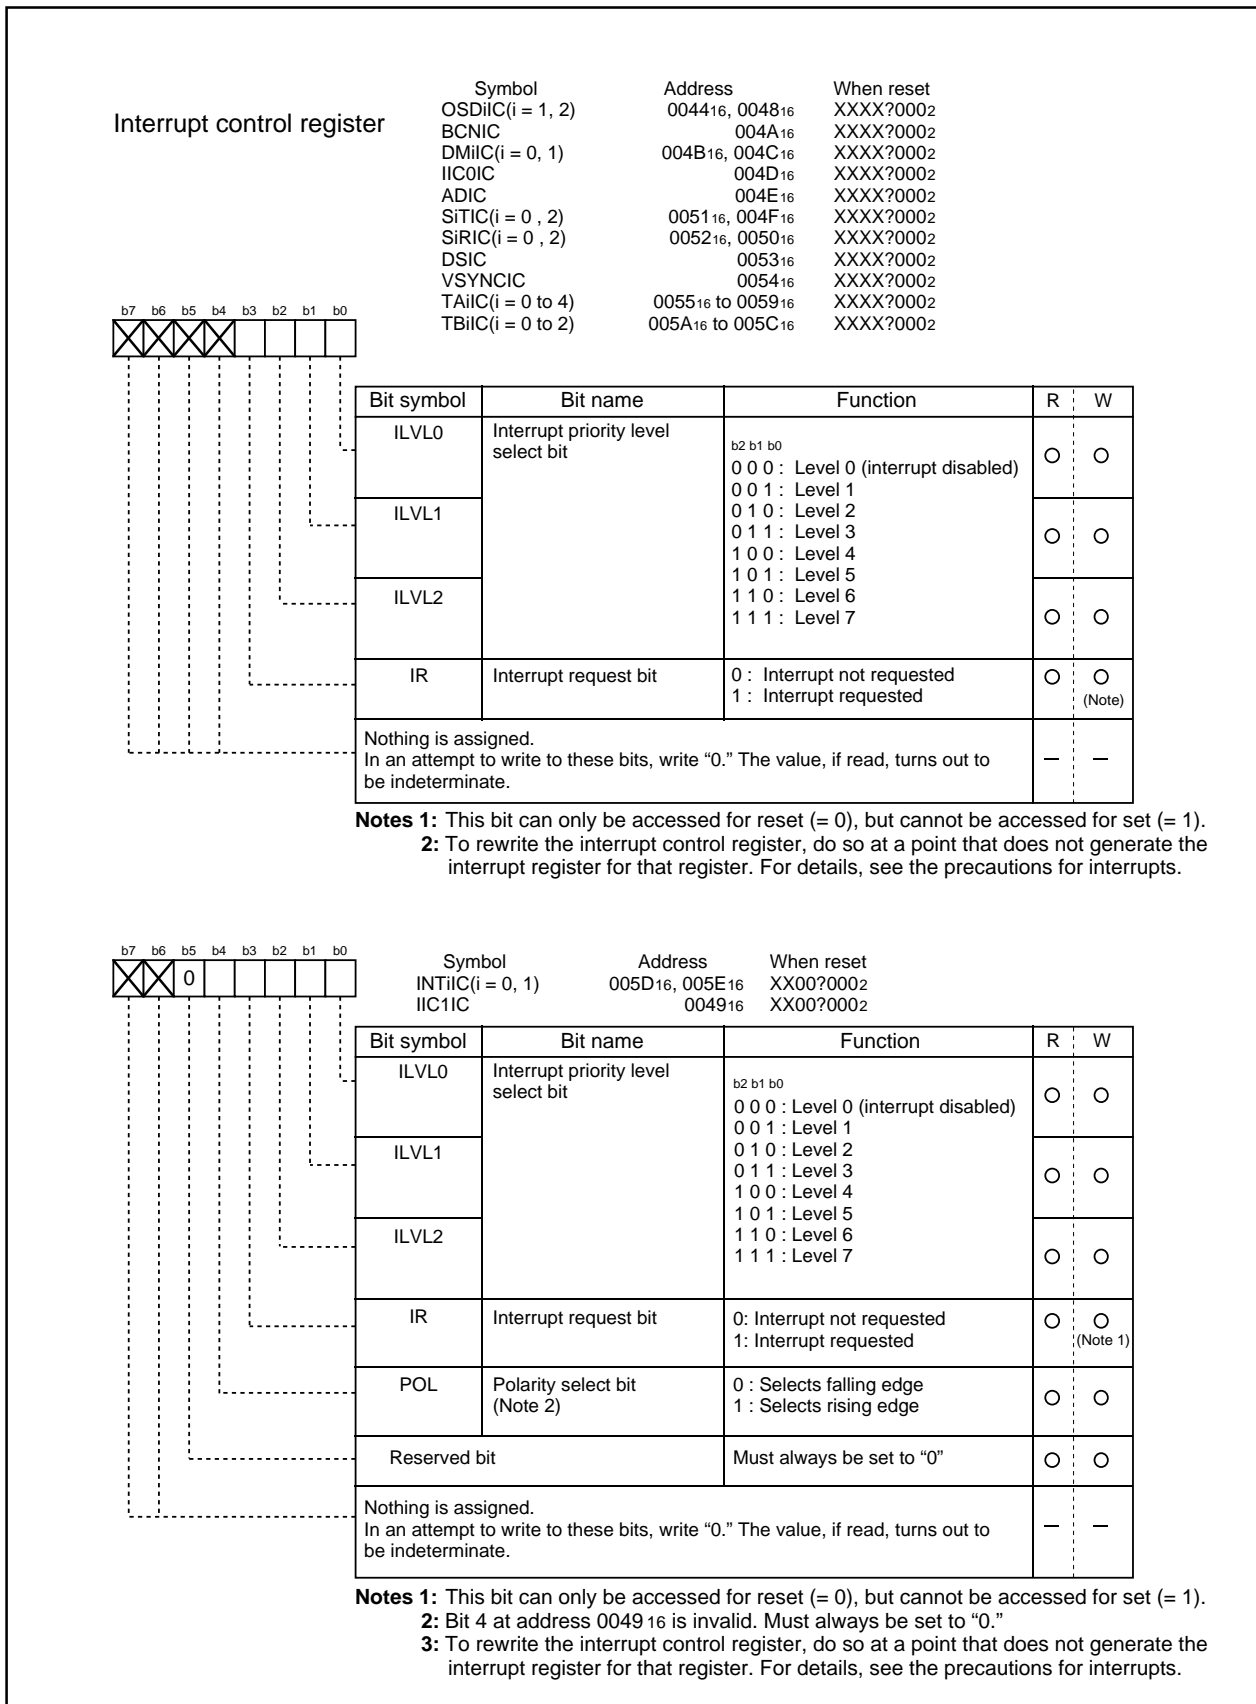 Interrupt control register
Symbol Address When reset
OSDiIC(i = 1, 2) 004416, 004816 XXXX?0002
BCNIC 004A16 XXXX?0002
DMiIC(i = 0, 1) 004B16, 004C16 XXXX?0002
IIC0IC 004D16 XXXX?0002
ADIC 004E16 XXXX?0002
SiTIC(i = 0 , 2) 005116, 004F16 XXXX?0002
SiRIC(i = 0 , 2) 005216, 005016 XXXX?0002
DSIC 005316 XXXX?0002
VSYNCIC 005416 XXXX?0002
TAiIC(i = 0 to 4) 005516 to 005916 XXXX?0002
TBiIC(i = 0 to 2) 005A16 to 005C16 XXXX?0002
b7 b6 b5 b4 b3 b2 b1 b0
Bit symbol Bit name Function R W
ILVL0 Interrupt priority level
select bit
b2 b1 b0
0 0 0 : Level 0 (interrupt disabled)
0 0 1 : Level 1
ILVL1 0 1 0 : Level 2
0 1 1 : Level 3
1 0 0 : Level 4
1 0 1 : Level 5
ILVL2 1 1 0 : Level 6
1 1 1 : Level 7
IR Interrupt request bit 0 : Interrupt not requested
1 : Interrupt requested
(Note)
Nothing is assigned.
In an attempt to write to these bits, write “0.” The value, if read, turns out to
be indeterminate.
Notes 1: This bit can only be accessed for reset (= 0), but cannot be accessed for set (= 1).
2: To rewrite the interrupt control register, do so at a point that does not generate the
interrupt register for that register. For details, see the precautions for interrupts.
b7 b6 b5 b4 b3 b2 b1 b0
0
Symbol Address When reset
INTiIC(i = 0, 1) 005D16, 005E16 XX00?0002
IIC1IC 004916 XX00?0002
Bit symbol Bit name Function R W
ILVL0 Interrupt priority level
select bit
b2 b1 b0
0 0 0 : Level 0 (interrupt disabled)
0 0 1 : Level 1
ILVL1 0 1 0 : Level 2
0 1 1 : Level 3
1 0 0 : Level 4
1 0 1 : Level 5
ILVL2 1 1 0 : Level 6
1 1 1 : Level 7
IR Interrupt request bit 0: Interrupt not requested
1: Interrupt requested
(Note 1)
POL Polarity select bit 0 : Selects falling edge
(Note 2) 1 : Selects rising edge
Reserved bit Must always be set to “0”
Nothing is assigned.
In an attempt to write to these bits, write “0.” The value, if read, turns out to
be indeterminate.
Notes 1: This bit can only be accessed for reset (= 0), but cannot be accessed for set (= 1).
2: Bit 4 at address 004916 is invalid. Must always be set to “0.”
3: To rewrite the interrupt control register, do so at a point that does not generate the
interrupt register for that register. For details, see the precautions for interrupts.